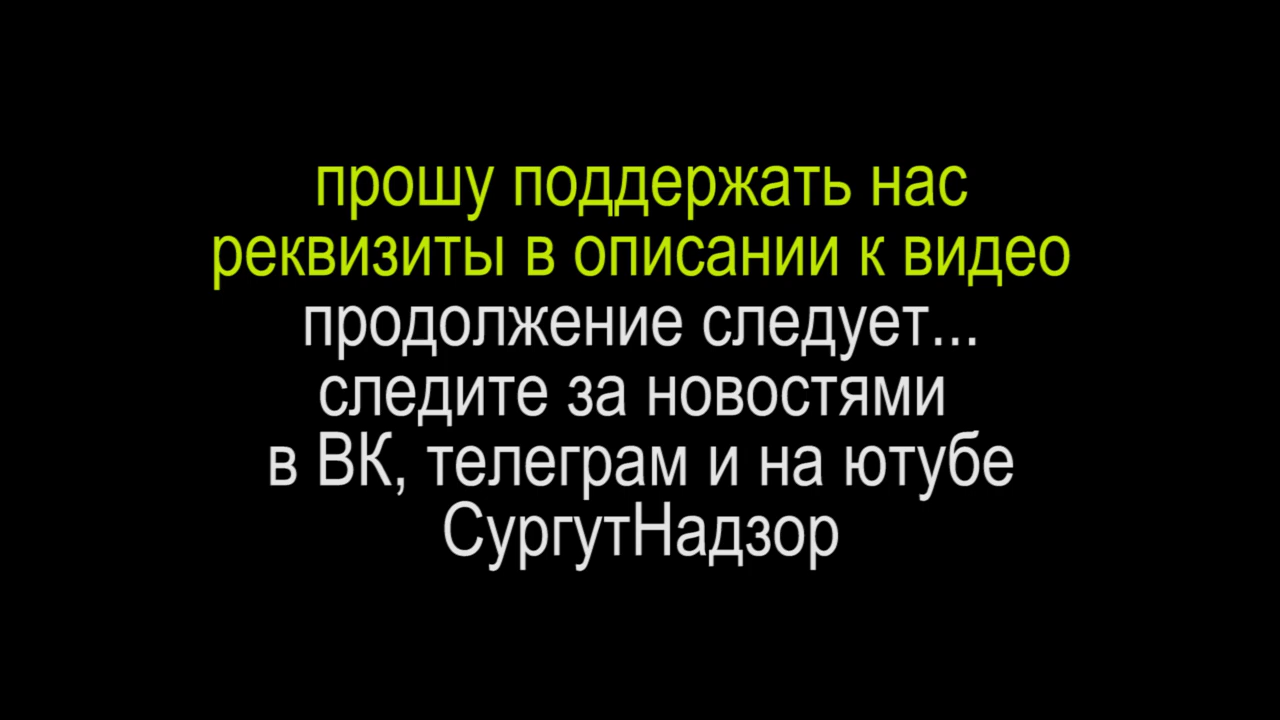 прошу поддержать нас
реквизиты в описании к видео
продолжение следует...
следите за новостями
в ВК, телеграм и на ютубе
СургутНадзор